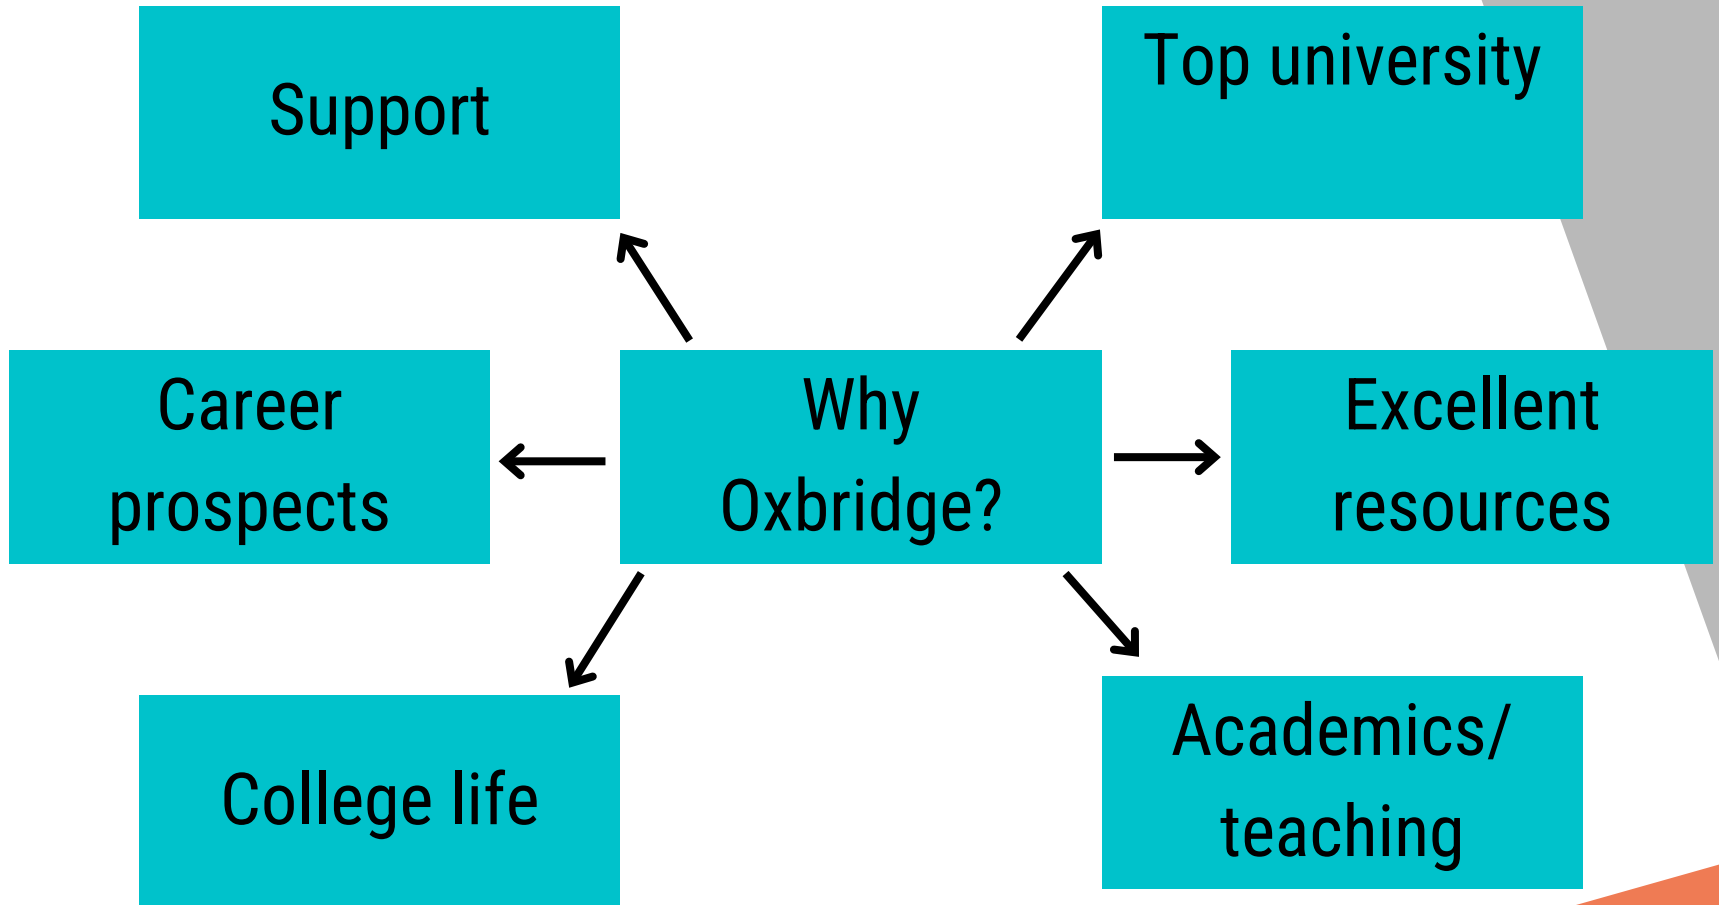 Support
Top university
Career
prospects
Why
Oxbridge?
Excellent
resources
College life
Academics/
teaching